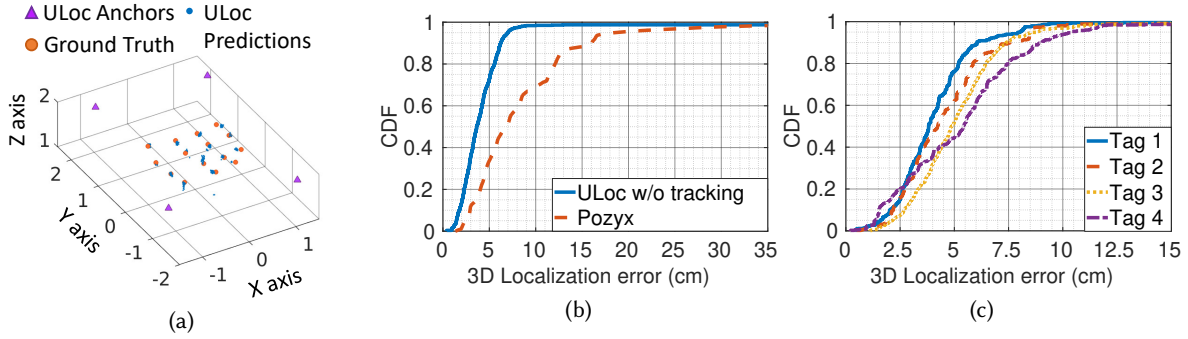 ULoc Anchors
ULoc Predictions
Ground Truth
Z axis
2
1
2
1
0
-1
-2
Y axis
-1
0
1
X axis
(a)
1
0.8
0.6
0.4
0.2
0
CDF
ULoc w/o tracking
Pozyx
0 5 10 15 20 25 30 35
3D Localization error (cm)
(b)
1
0.8
0.6
0.4
0.2
0
CDF
Tag 1
Tag 2
Tag 3
Tag 4
0 2.5 5 7.5 10 12.5 15
3D Localization error (cm)
(c)